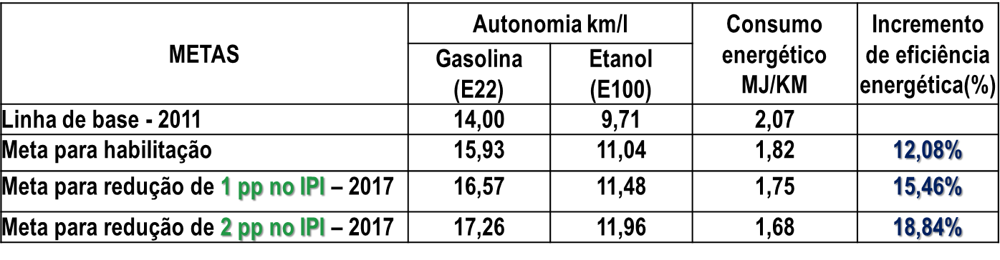 METAS
Autonomia km/l
Gasolina
(E22)
Etanol
(E100)
Consumo
energético
MJ/KM
Incremento
de eficiência
energética(%)
Linha de base - 2011 14,00 9,71 2,07
Meta para habilitação 15,93 11,04 1,82 12,08%
Meta para redução de 1 pp no IPI – 2017 16,57 11,48 1,75 15,46%
Meta para redução de 2 pp no IPI – 2017 17,26 11,96 1,68 18,84%